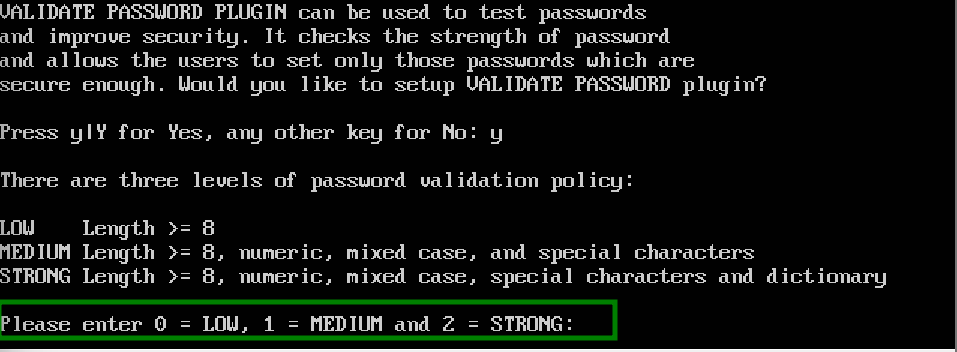 VALIDATE PASSWORD PLUGIN can be used to test passwords
and improve security. It checks the strength of password
and allows the users to set only those passwords which are
secure enough. Would you like to setup VALIDATE PASSWORD plugin?
Press y|Y for Yes, any other key for No: y
There are three levels of password validation policy:
LOW    Length >= 8
MEDIUM Length >= 8, numeric, mixed case, and special characters
STRONG Length >= 8, numeric, mixed case, special characters and dictionary
Please enter 0 = LOW, 1 = MEDIUM and 2 = STRONG: